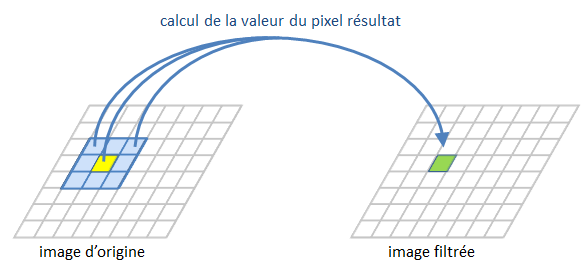 calcul de la valeur du pixel résultat
image d’origine
image filtrée